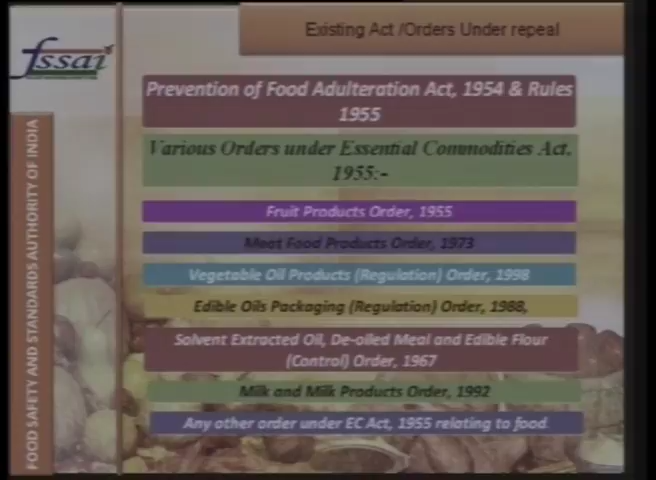 Existing Act /Orders Under repeal
fssai
FOOD SAFETY AND STANDARDS AUTHORITY OF INDIA
Prevention of Food Adulteration Act, 1954 & Rules
1955
Various Orders under Essential Commodities Act,
1955:-
Fruit Products Order, 1955
Meat Food Products Order, 1973
Vegetable Oil Products (Regulation) Order, 1998
Edible Oils Packaging (Regulation) Order, 1988,
Solvent Extracted Oil, De-oiled Meal and Edible Flour
(Control) Order, 1967
Milk and Milk Products Order, 1992
Any other order under EC Act, 1955 relating to food.